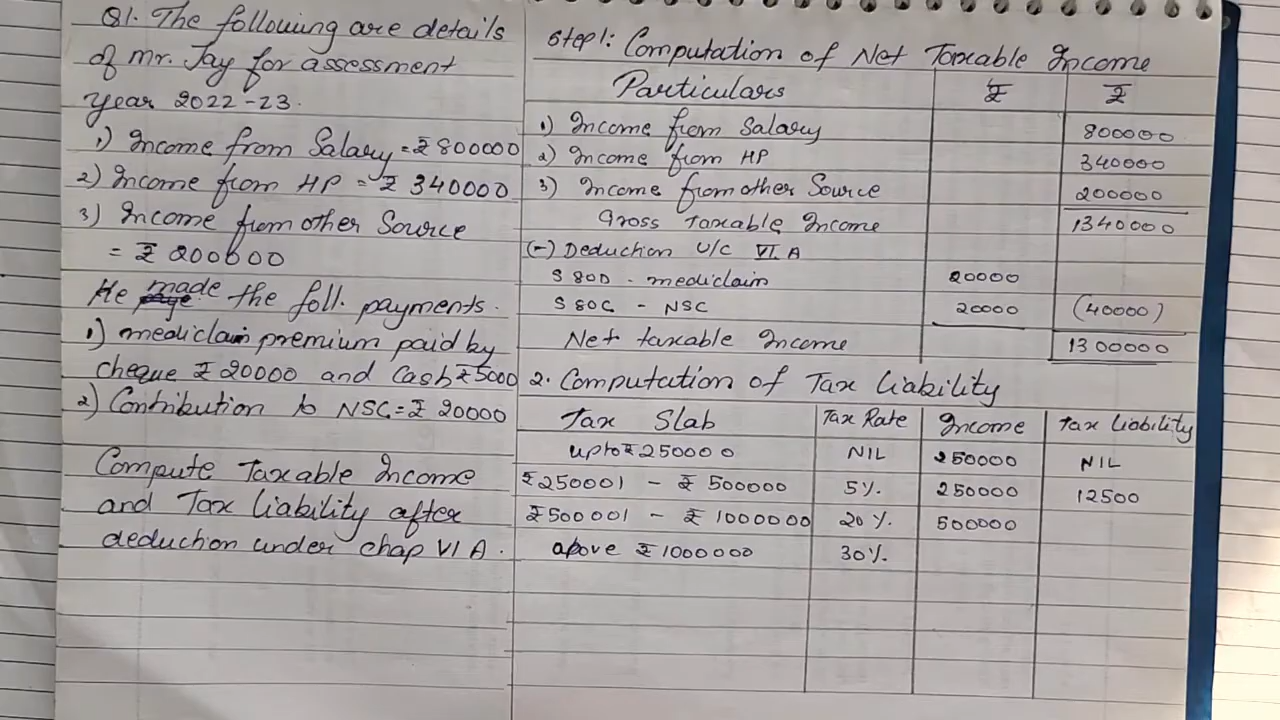 Q1. The following are details
of Mr. Jay for assessment
Year 2022-23.
1) Income from Salary = ₹ 800000
2) Income from HP = ₹ 340000
3) Income from other Source
= ₹ 200000
He made the foll. payments.
1) mediclaim premium paid by
cheque ₹ 20000 and Cash ₹ 5000
2) Contribution to NSC = ₹ 20000
Compute Taxable Income
and Tax liability after
deduction under chap VI A.
Step 1: Computation of Net Taxable Income
Particulars ₹ ₹
1) Income from Salary 800000
2) Income from HP 340000
3) Income from other Source 200000
Gross Taxable Income 1340000
(-) Deduction U/C VI.A
S 80D - mediclaim 20000
S 80C - NSC 20000 (40000)
Net taxable Income 1300000
2. Computation of Tax liability
Tax Slab Tax Rate Income Tax liability
upto ₹ 250000 NIL 250000 NIL
₹ 250001 - ₹ 500000 5% 250000 12500
₹ 500001 - ₹ 1000000 20% 500000
above ₹ 1000000 30%